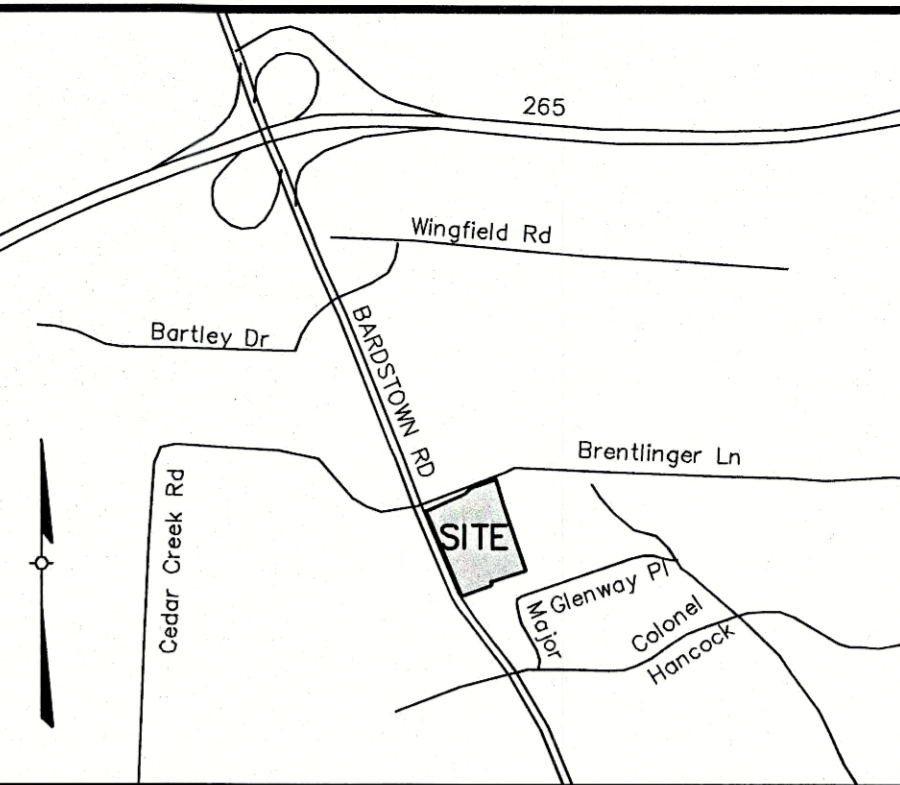 265
Wingfield Rd
Bartley Dr
BARDSTOWN RD
Brentlinger Ln
Cedar Creek Rd
SITE
Glenway Pl
Major
Colonel
Hancock